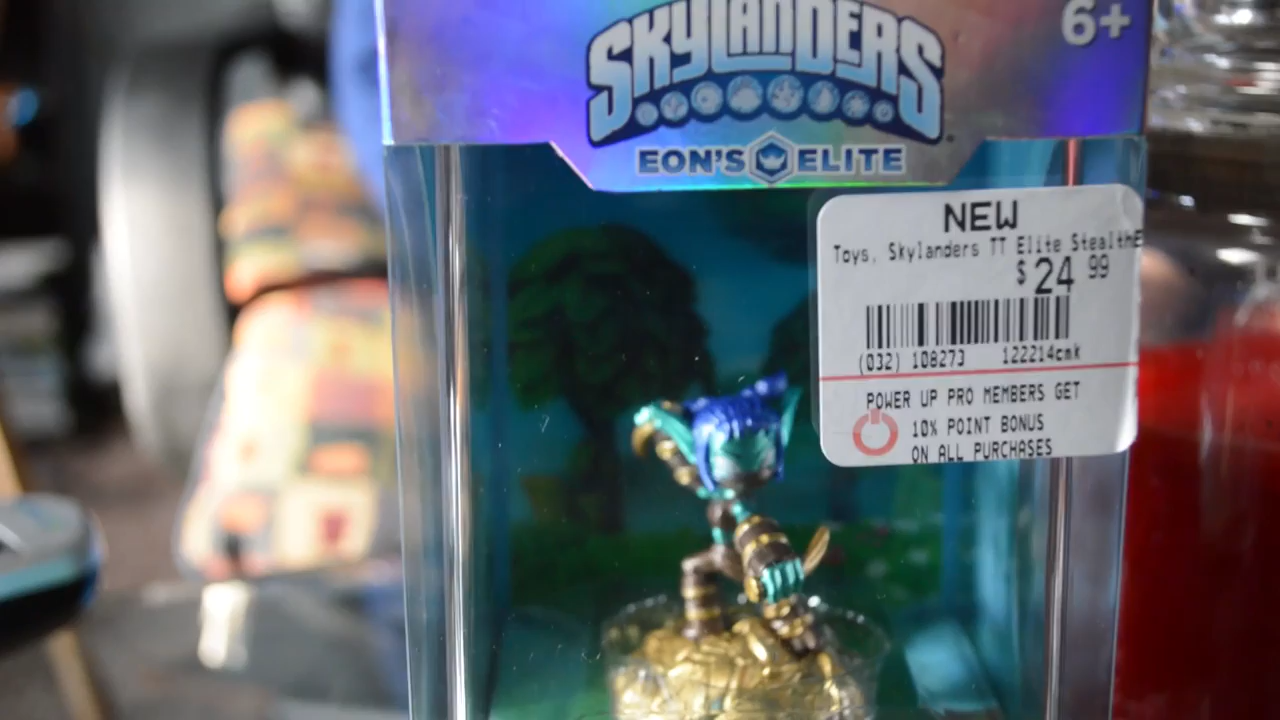 6+
SKYLANDERS
EON'S ELITE
NEW
Toys, Skylanders TT Elite StealthE
$24 99
(032) 108273 122214cmk
POWER UP PRO MEMBERS GET
10% POINT BONUS
ON ALL PURCHASES